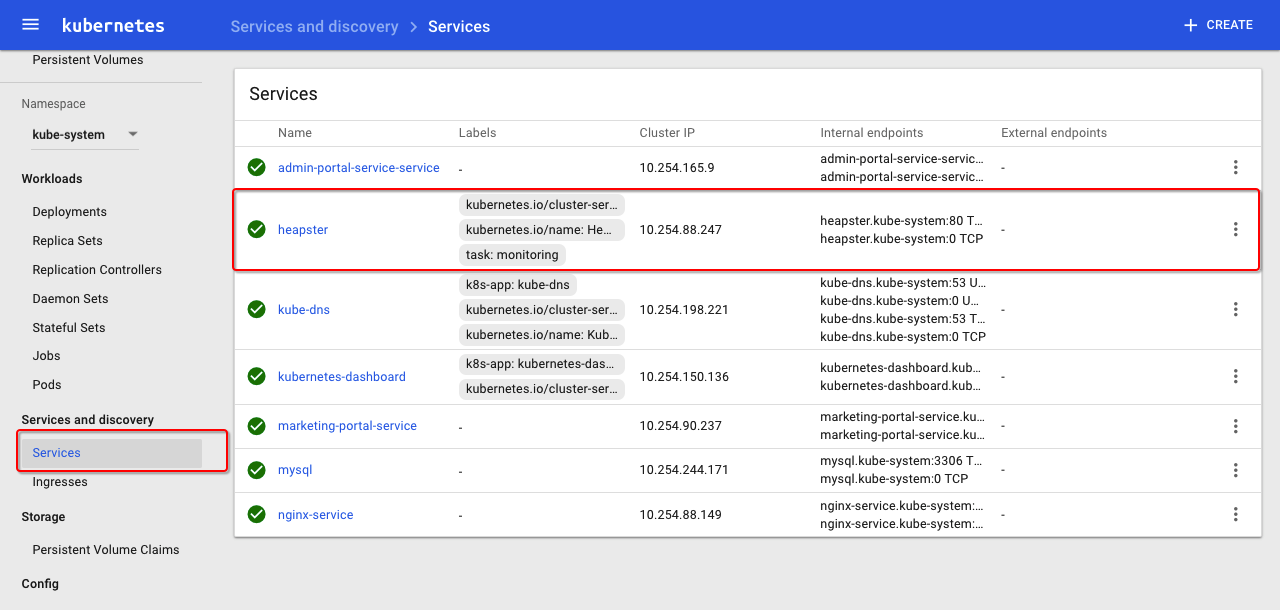 kubernetes
Services and discovery > Services
+ CREATE
Persistent Volumes
Namespace
kube-system
Workloads
Deployments
Replica Sets
Replication Controllers
Daemon Sets
Stateful Sets
Jobs
Pods
Services and discovery
Services
Ingresses
Storage
Persistent Volume Claims
Config
Services
Name Labels Cluster IP Internal endpoints External endpoints
admin-portal-service-service - 10.254.165.9 admin-portal-service-servic... -
admin-portal-service-servic...
kubernetes.io/cluster-ser...
heapster kubernetes.io/name: He... 10.254.88.247 heapster.kube-system:80 T... -
heapster.kube-system:0 TCP
task: monitoring
k8s-app: kube-dns kube-dns.kube-system:53 U...
kube-dns kubernetes.io/cluster-ser... 10.254.198.221 kube-dns.kube-system:0 U... -
kube-dns.kube-system:53 T...
kubernetes.io/name: Kub... kube-dns.kube-system:0 TCP
k8s-app: kubernetes-das... kubernetes-dashboard.kub...
kubernetes-dashboard 10.254.150.136 -
kubernetes.io/cluster-ser... kubernetes-dashboard.kub...
marketing-portal-service - 10.254.90.237 marketing-portal-service.ku... -
marketing-portal-service.ku...
mysql - 10.254.244.171 mysql.kube-system:3306 T... -
mysql.kube-system:0 TCP
nginx-service - 10.254.88.149 nginx-service.kube-system:... -
nginx-service.kube-system:...